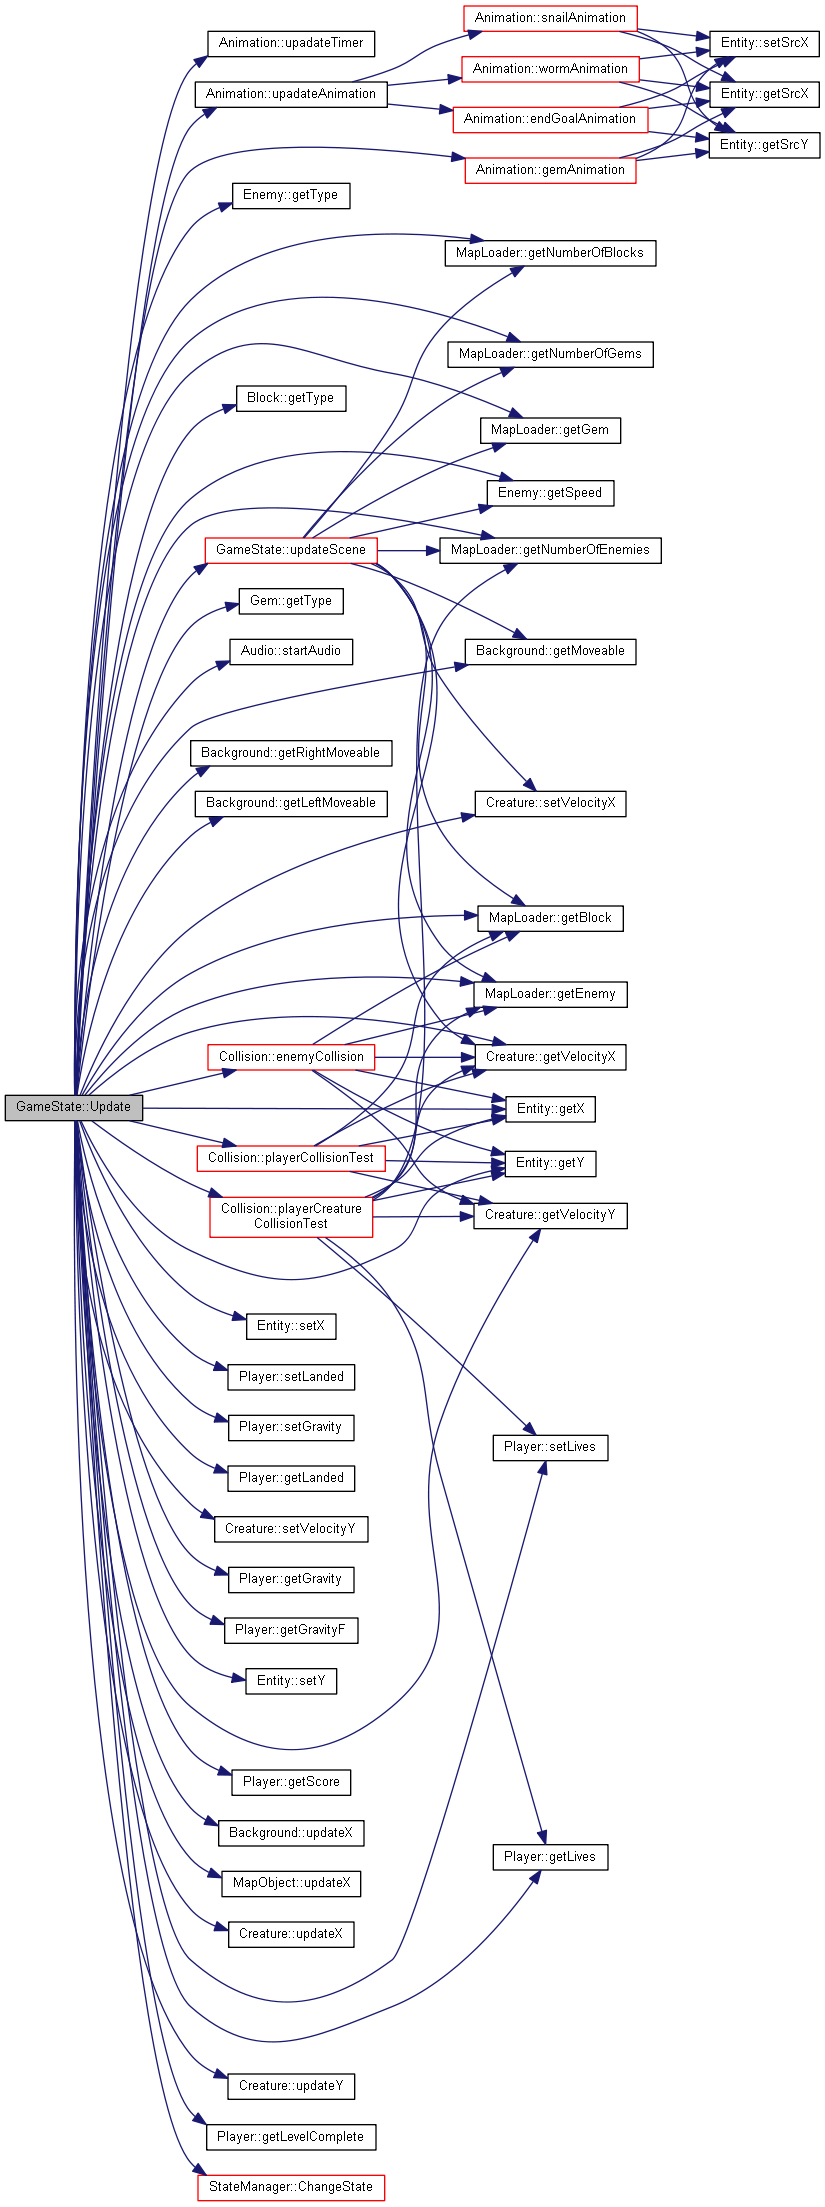 Animation::snailAnimation
Animation::upadateTimer
Entity::setSrcX
Animation::wormAnimation
Animation::upadateAnimation
Entity::getSrcX
Animation::endGoalAnimation
Entity::getSrcY
Animation::gemAnimation
Enemy::getType
MapLoader::getNumberOfBlocks
MapLoader::getNumberOfGems
Block::getType
MapLoader::getGem
Enemy::getSpeed
GameState::updateScene
MapLoader::getNumberOfEnemies
Gem::getType
Audio::startAudio
Background::getMoveable
Background::getRightMoveable
Background::getLeftMoveable
Creature::setVelocityX
MapLoader::getBlock
MapLoader::getEnemy
Collision::enemyCollision
Creature::getVelocityX
GameState::Update
Entity::getX
Collision::playerCollisionTest
Entity::getY
Collision::playerCreature
CollisionTest
Creature::getVelocityY
Entity::setX
Player::setLanded
Player::setGravity
Player::setLives
Player::getLanded
Creature::setVelocityY
Player::getGravity
Player::getGravityF
Entity::setY
Player::getScore
Background::updateX
Player::getLives
MapObject::updateX
Creature::updateX
Creature::updateY
Player::getLevelComplete
StateManager::ChangeState